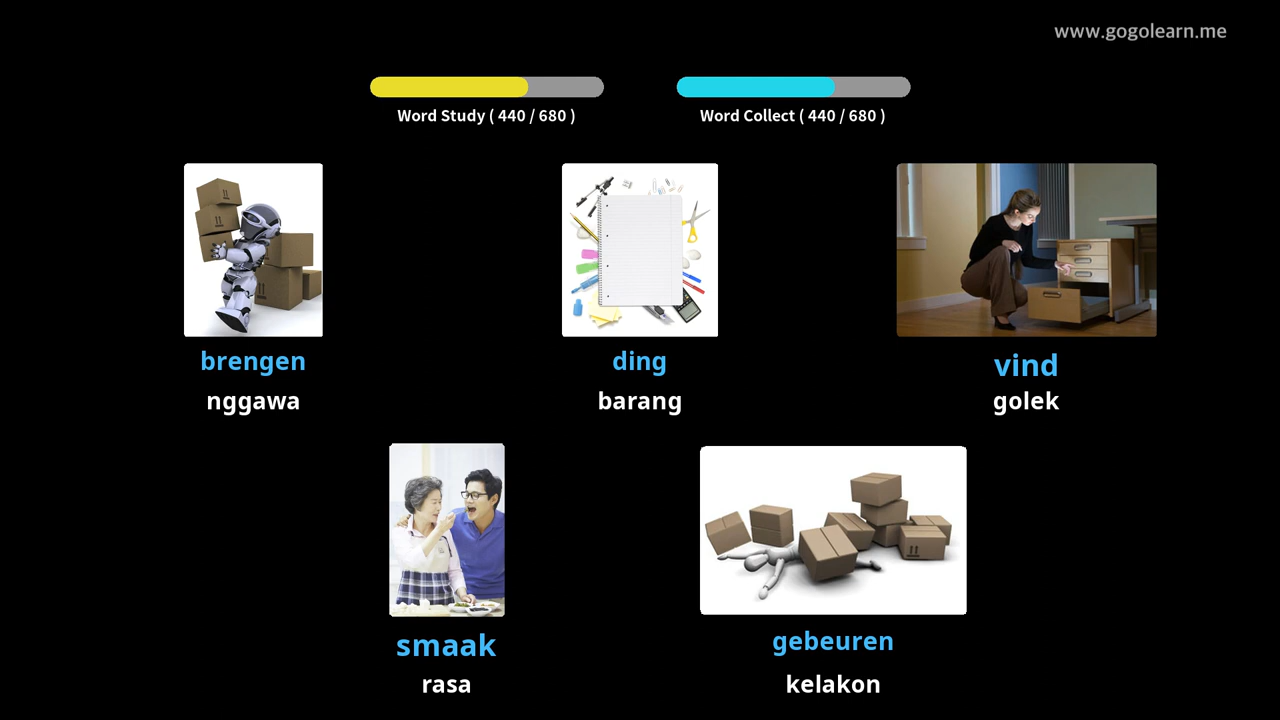 www.gogolearn.me
Word Study ( 440 / 680 )
Word Collect ( 440 / 680 )
brengen
nggawa
ding
barang
vind
golek
smaak
rasa
gebeuren
kelakon